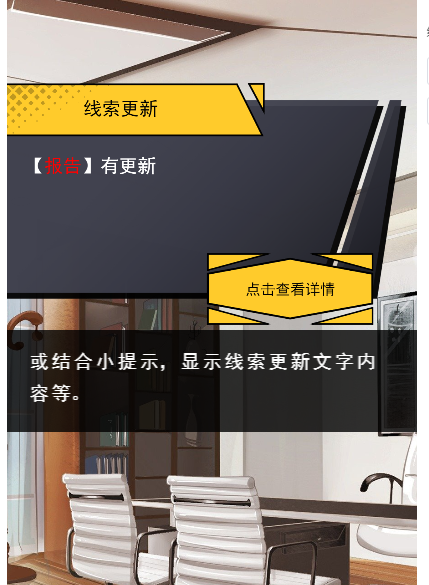 线索更新
【报告】有更新
点击查看详情
或结合小提示，显示线索更新文字内
容等。